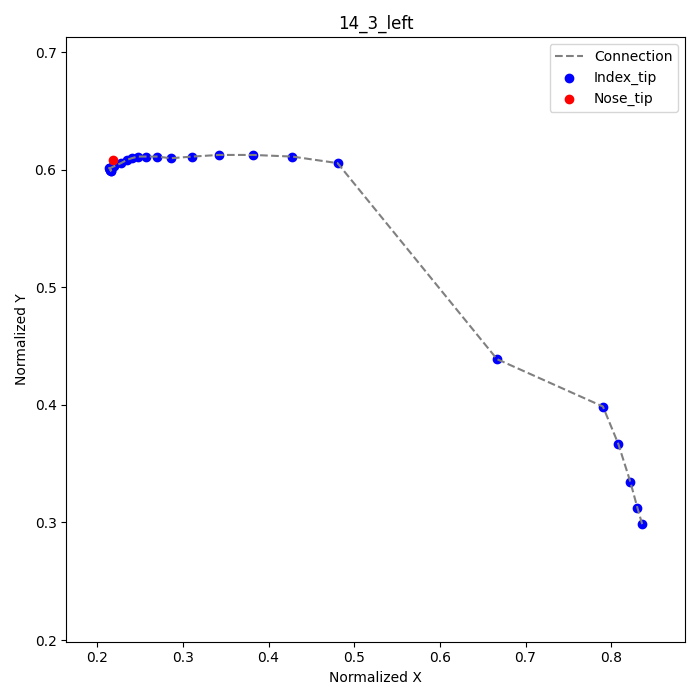 14_3_left
Connection
Index_tip
Nose_tip
Normalized Y
0.7
0.6
0.5
0.4
0.3
0.2
0.2 0.3 0.4 0.5 0.6 0.7 0.8
Normalized X